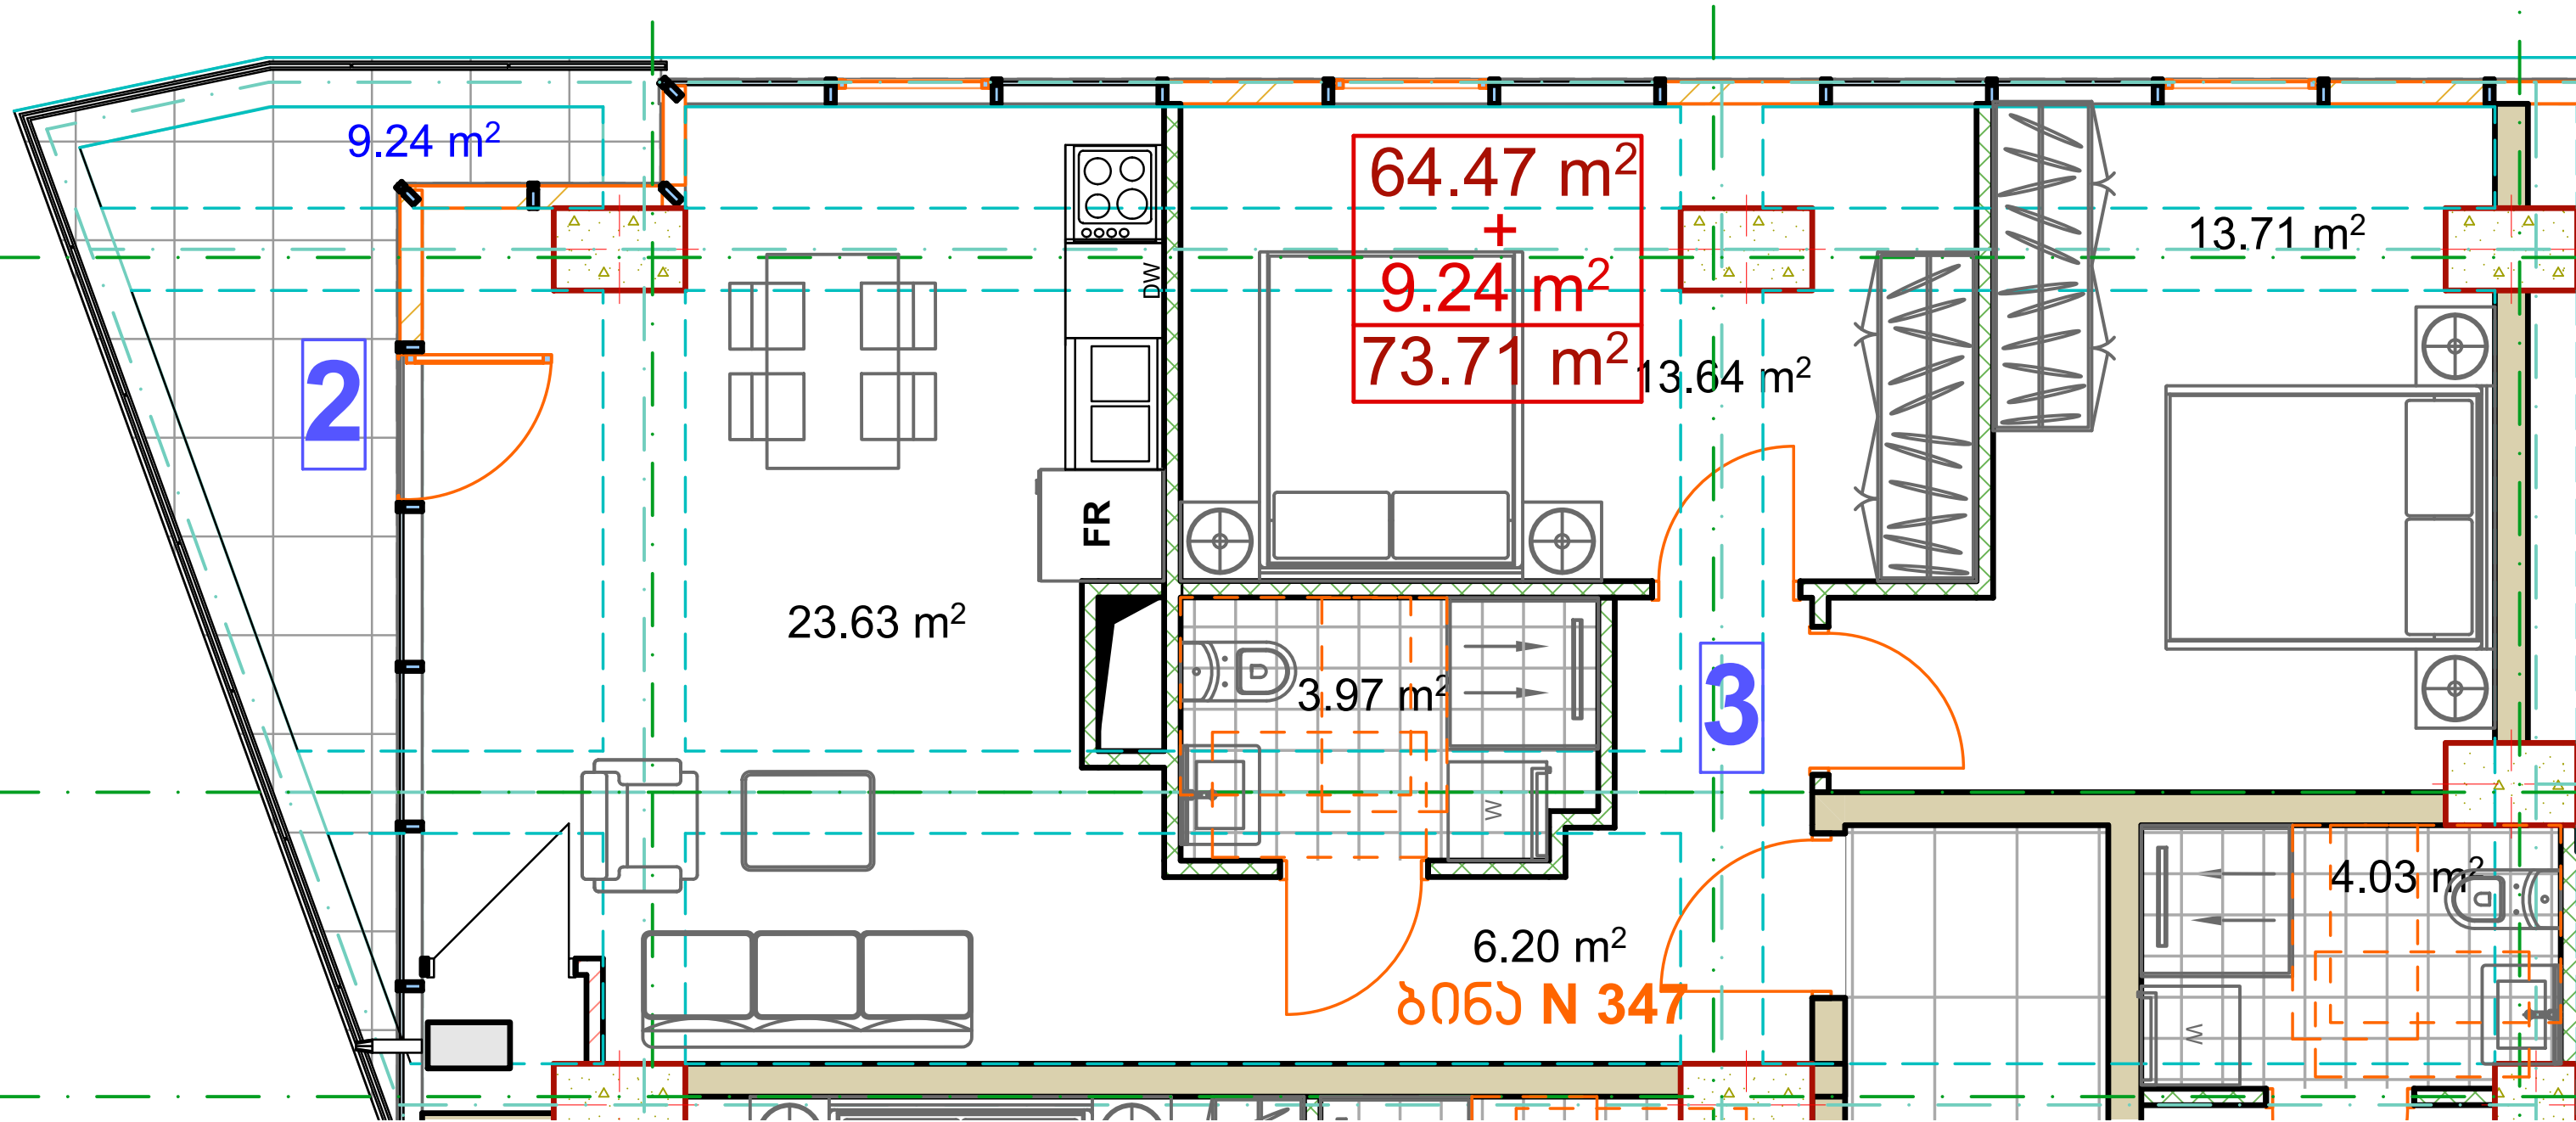 9.24 m²
64.47 m²
+
9.24 m²
73.71 m²
13.71 m²
DW
2
13.64 m²
FR
23.63 m²
3.97 m²
3
W
4.03 m²
6.20 m²
ბინა N 347
W